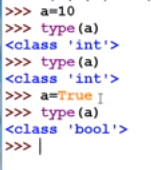 >>> a=10
>>> type(a)
<class 'int'>
>>> type(a)
<class 'int'>
>>> a=True
>>> type(a)
<class 'bool'>
>>>